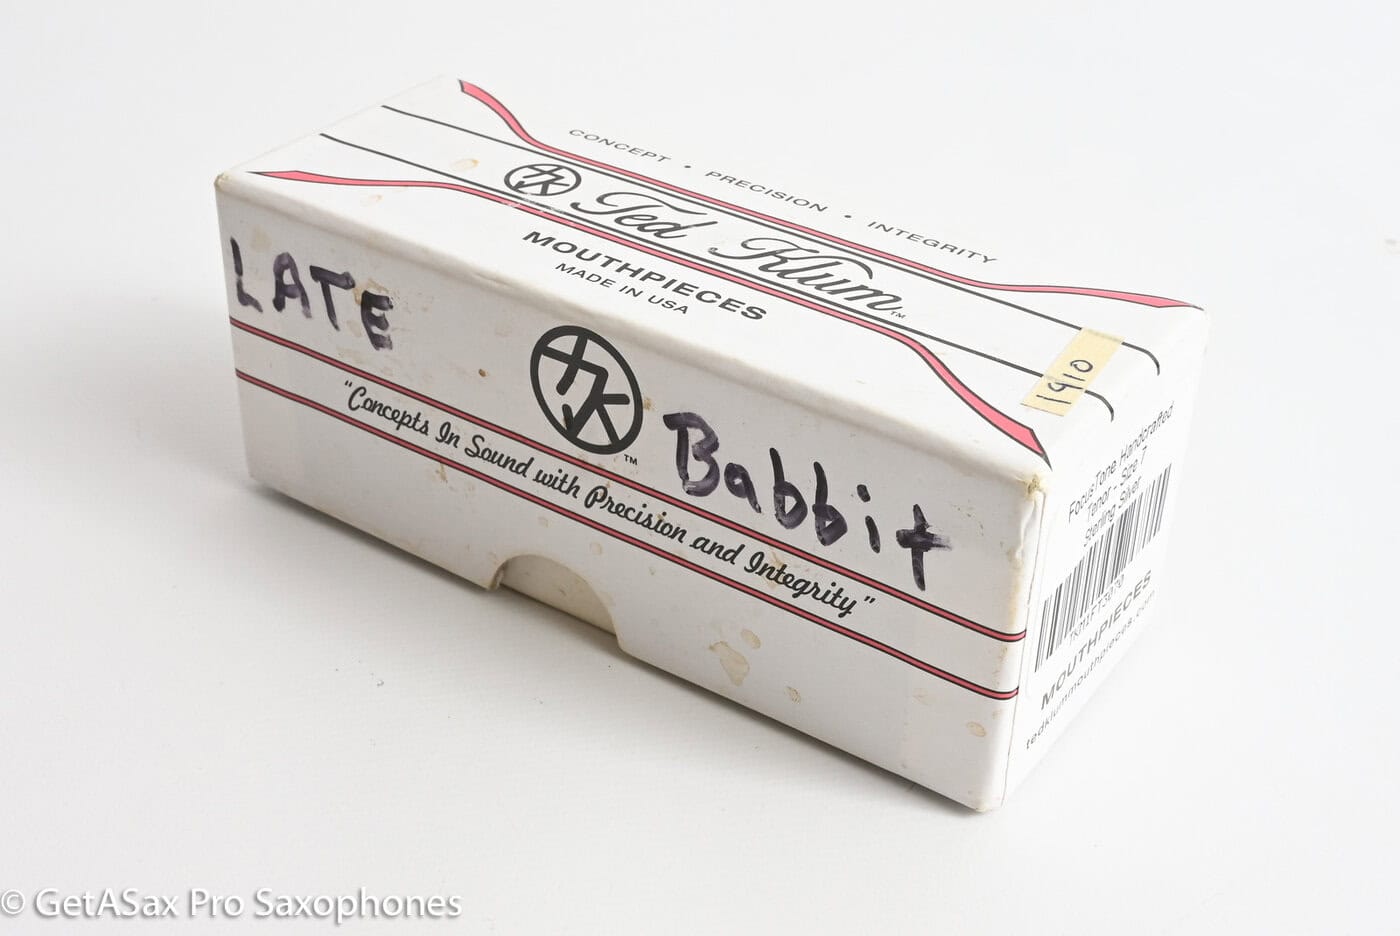 CONCEPT • PRECISION • INTEGRITY
TK Ted Klum™
MOUTHPIECES
MADE IN USA
1910
LATE
TK™
Babbit
"Concepts In Sound with Precision and Integrity"
FocusTone Handcrafted
Tenor - Size 7
Sterling Silver
MOUTHPIECES
tedklummouthpieces.com
© GetASax Pro Saxophones